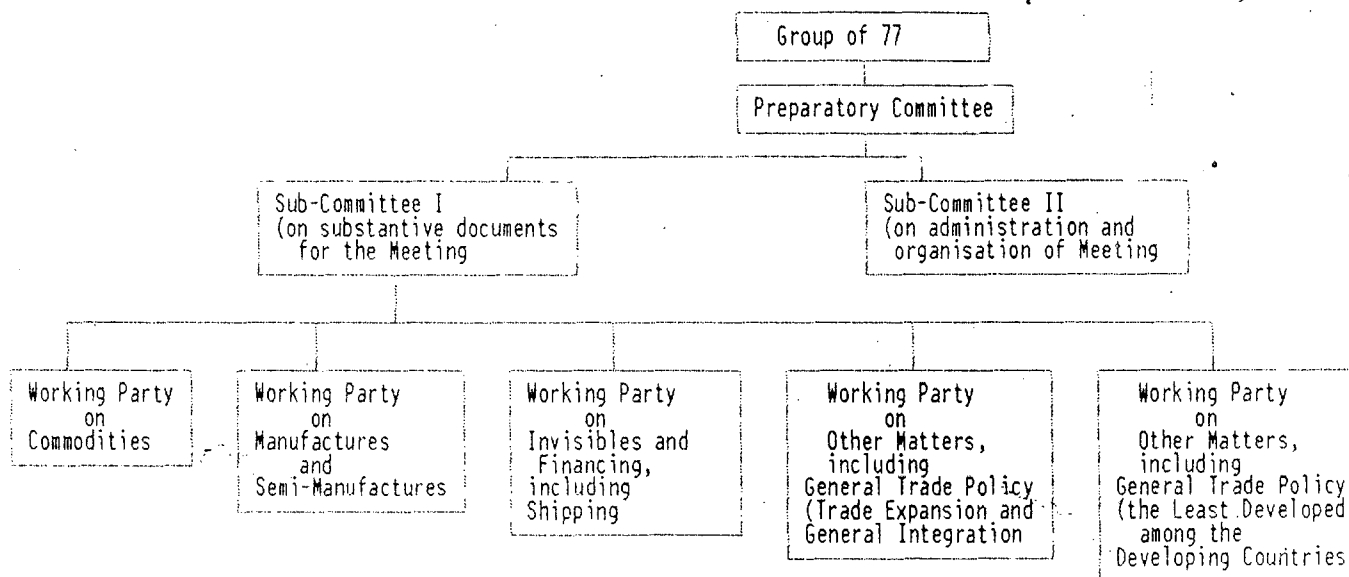 Group of 77
Preparatory Committee
Sub-Committee I
(on substantive documents
for the Meeting
Sub-Committee II
(on administration and
organisation of Meeting
Working Party
on
Commodities
Working Party
on
Manufactures
and
Semi-Manufactures
Working Party
on
Invisibles and
Financing,
including
Shipping
Working Party
on
Other Matters,
including
General Trade Policy
(Trade Expansion and
General Integration
Working Party
on
Other Matters,
including
General Trade Policy
(the Least Developed
among the
Developing Countries